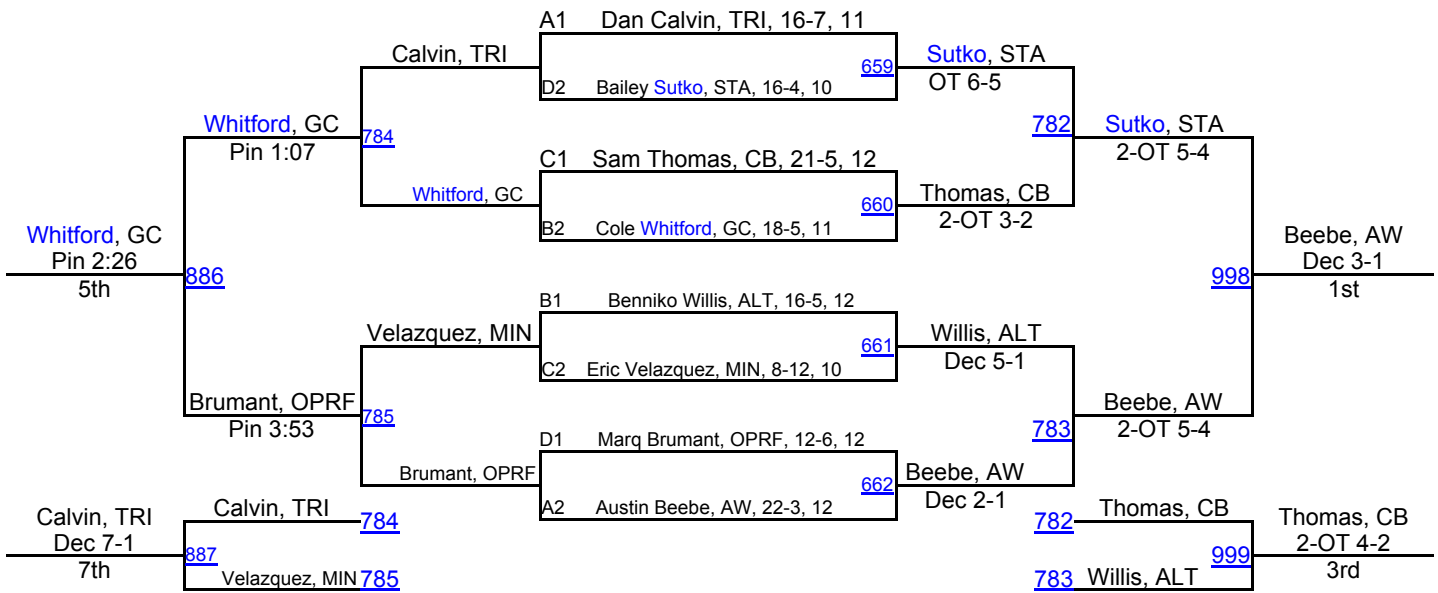 A1 Dan Calvin, TRI, 16-7, 11
Calvin, TRI
659
Sutko, STA
OT 6-5
D2 Bailey Sutko, STA, 16-4, 10
Whitford, GC
Pin 1:07
784
782
Sutko, STA
2-OT 5-4
C1 Sam Thomas, CB, 21-5, 12
Whitford, GC
660
Thomas, CB
2-OT 3-2
B2 Cole Whitford, GC, 18-5, 11
Whitford, GC
Pin 2:26
5th
886
998
Beebe, AW
Dec 3-1
1st
B1 Benniko Willis, ALT, 16-5, 12
Velazquez, MIN
661
Willis, ALT
Dec 5-1
C2 Eric Velazquez, MIN, 8-12, 10
Brumant, OPRF
Pin 3:53
785
783
Beebe, AW
2-OT 5-4
D1 Marq Brumant, OPRF, 12-6, 12
Brumant, OPRF
662
Beebe, AW
Dec 2-1
A2 Austin Beebe, AW, 22-3, 12
Calvin, TRI
Dec 7-1
7th
Calvin, TRI 784
887
Velazquez, MIN 785
782 Thomas, CB
999
783 Willis, ALT
Thomas, CB
2-OT 4-2
3rd